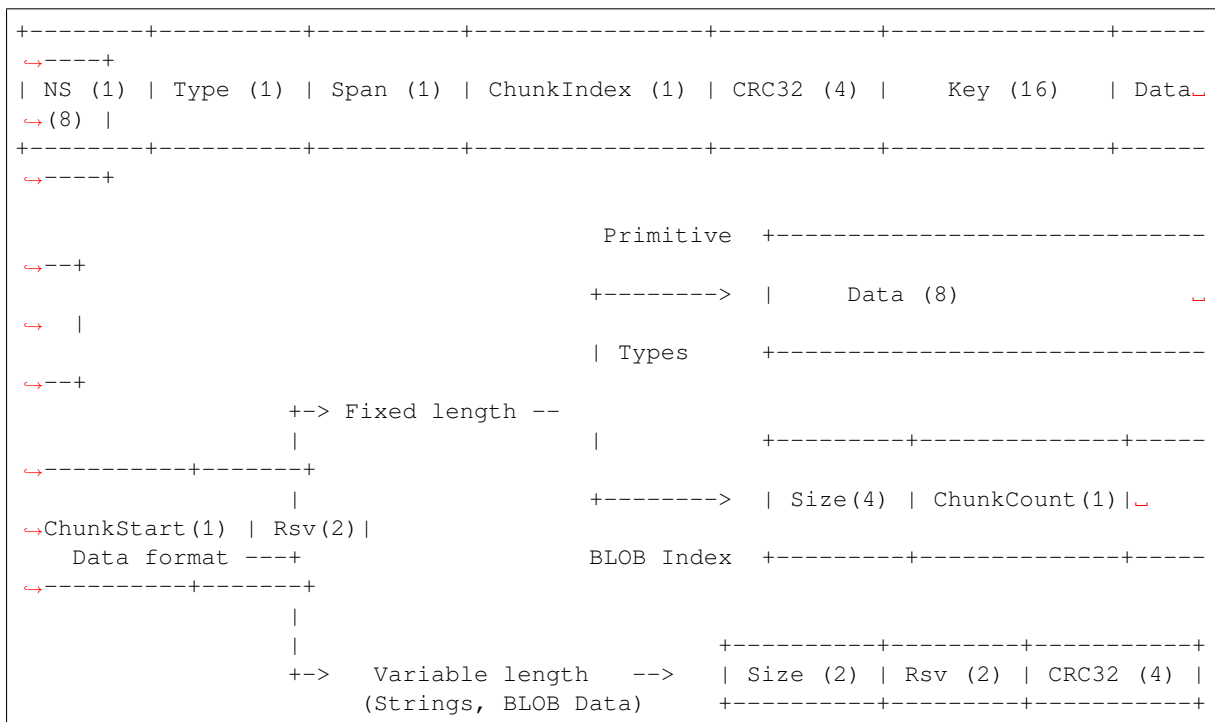 +--------+----------+----------+----------------+-----------+---------------+------
↪----+
| NS (1) | Type (1) | Span (1) | ChunkIndex (1) | CRC32 (4) |    Key (16)   | Data␣
↪(8) |
+--------+----------+----------+----------------+-----------+---------------+------
↪----+
                                         Primitive  +------------------------------
↪--+
                                        +-------->  |     Data (8)                ␣
↪  |
                                        | Types     +------------------------------
↪--+
                   +-> Fixed length --
                   |                    |           +---------+--------------+-----
↪----------+-------+
                   |                    +-------->  | Size(4) | ChunkCount(1)|␣
↪ChunkStart(1) | Rsv(2)|
    Data format ---+                    BLOB Index  +---------+--------------+-----
↪----------+-------+
                   |
                   |                             +----------+---------+-----------+
                   +->   Variable length   -->   | Size (2) | Rsv (2) | CRC32 (4) |
                        (Strings, BLOB Data)     +----------+---------+-----------+